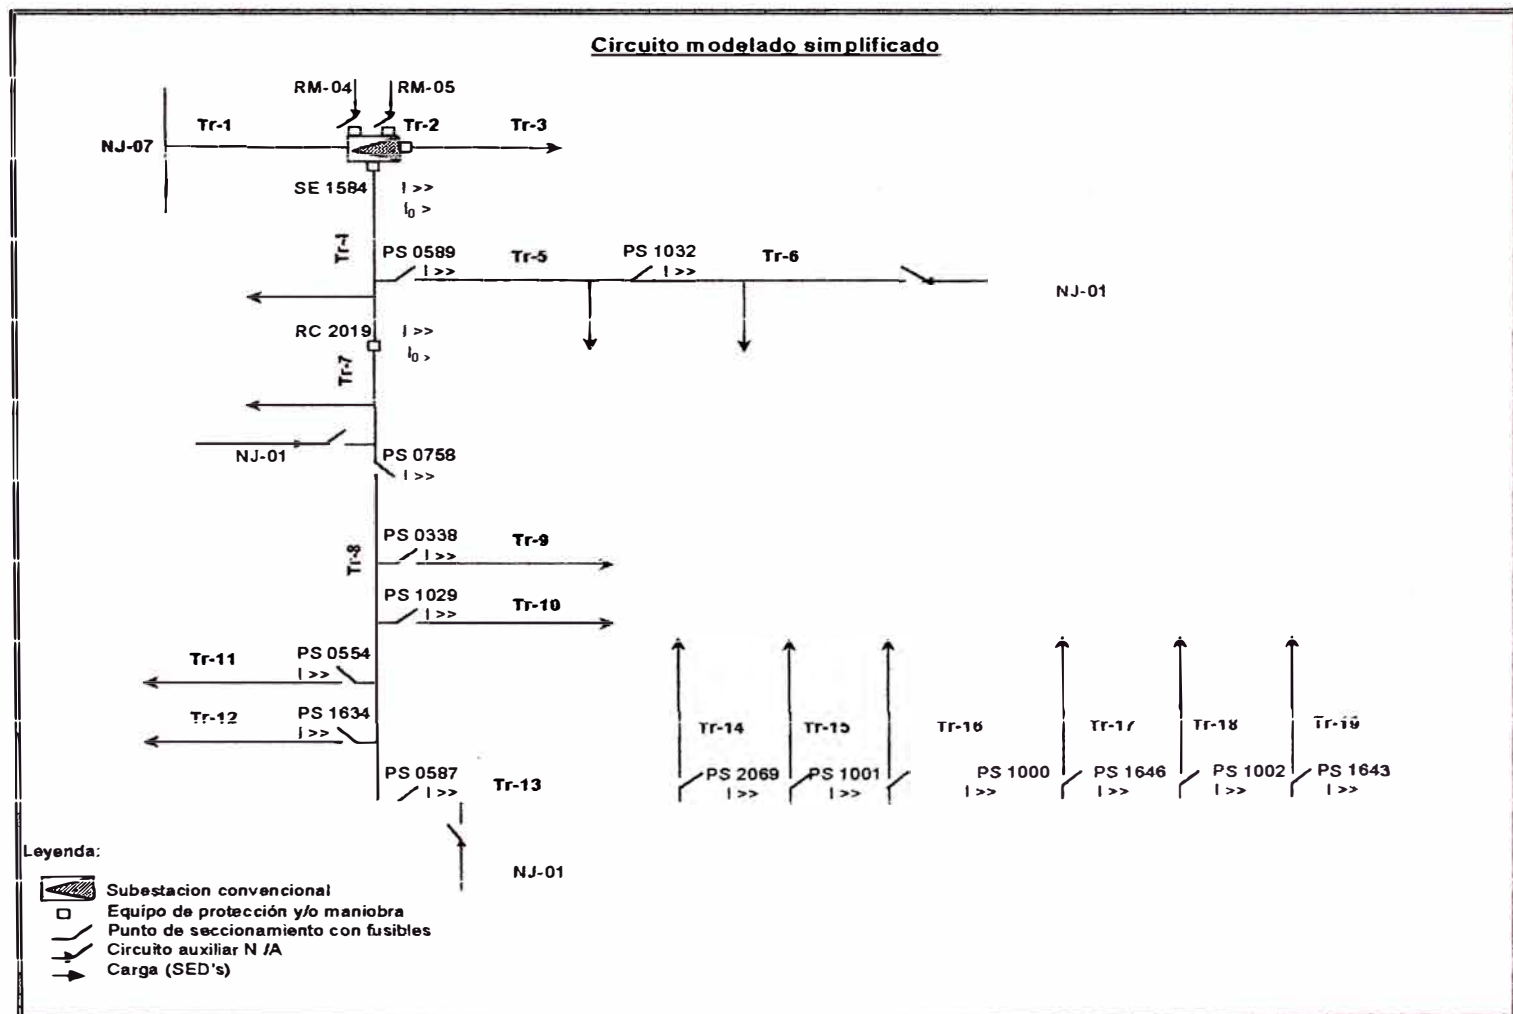 Circuito modelado simplificado
RM-04 RM-05
Tr-1 Tr-2 Tr-3
NJ-07
SE 1584 I >>
I0 >
Tr-4
PS 0589 I >>
Tr-5
PS 1032 I >>
Tr-6
NJ-01
RC 2019 I >>
I0 >
Tr-7
NJ-01
PS 0758
I >>
PS 0338
I >>
Tr-9
Tr-8
PS 1029
I >>
Tr-10
Tr-11
PS 0554
I >>
Tr-12
PS 1634
I >>
PS 0587
I >>
Tr-13
NJ-01
Tr-14 Tr-15 Tr-16 Tr-17 Tr-18 Tr-19
PS 2069 PS 1001 PS 1000 PS 1646 PS 1002 PS 1643
I >> I >> I >> I >> I >> I >>
Leyenda:
Subestacion convencional
Equipo de protección y/o maniobra
Punto de seccionamiento con fusibles
Circuito auxiliar N /A
Carga (SED's)